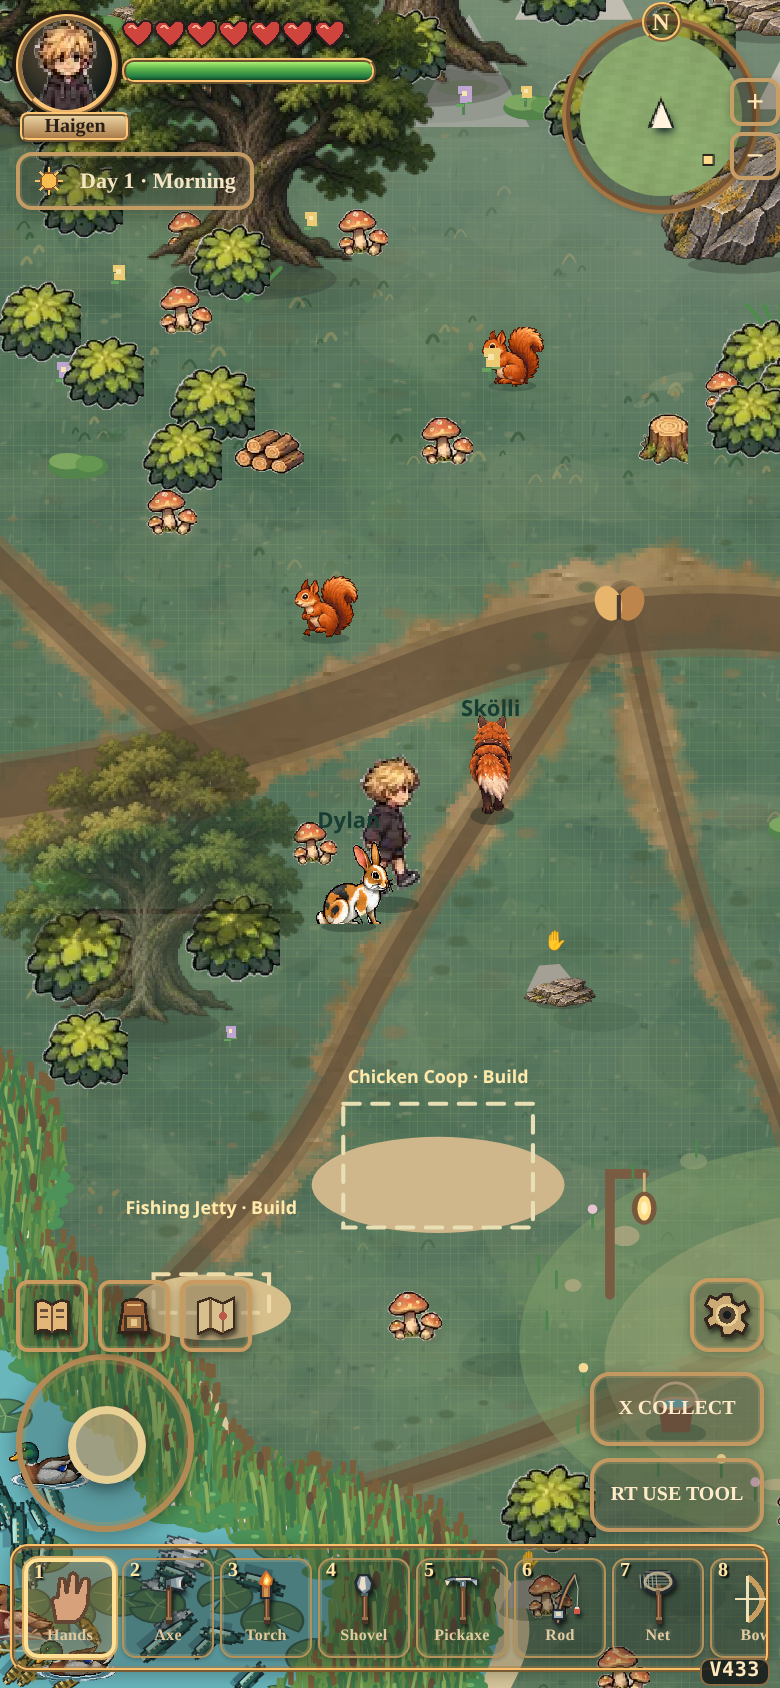 N
Haigen
Day 1 · Morning
+
−
Skölli
Dylan
Chicken Coop · Build
Fishing Jetty · Build
X COLLECT
RT USE TOOL
1
2
3
4
5
6
7
8
Hands
Axe
Torch
Shovel
Pickaxe
Rod
Net
Bow
V433